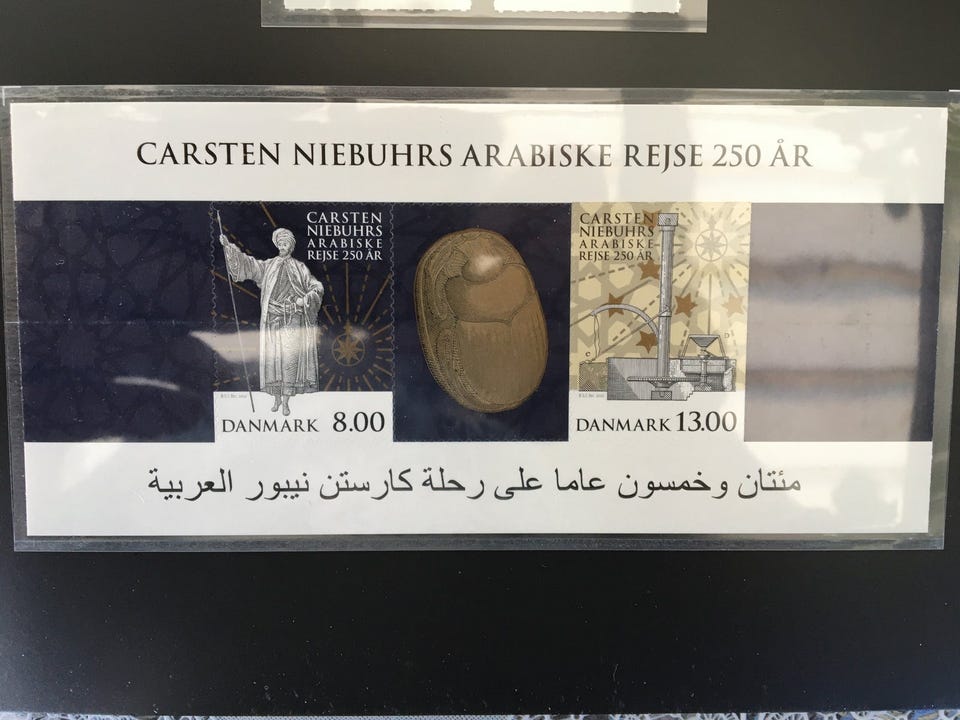 CARSTEN NIEBUHRS ARABISKE REJSE 250 ÅR
CARSTEN
NIEBUHRS
ARABISKE
REJSE 250 ÅR
DANMARK 8.00
CARSTEN
NIEBUHRS
ARABISKE
REJSE 250 ÅR
DANMARK 13.00
مئتان وخمسون عاما على رحلة كارستن نيبور العربية